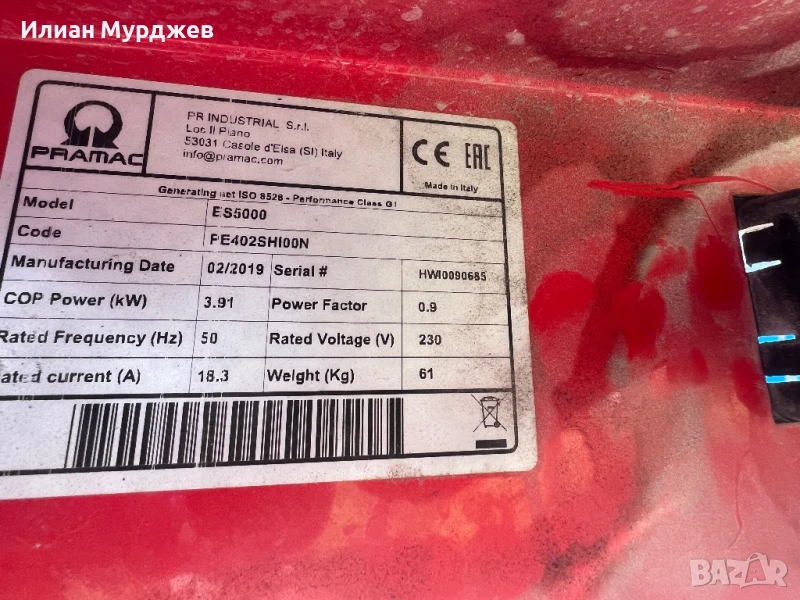 Илиан Мурджев
PRAMAC
PR INDUSTRIAL S.r.l.
Loc.Il Piano
53031 Casole d'Elsa (SI) Italy
info@pramac.com
CE EAC
Made in Italy
Generating set ISO 8528 - Performance Class G1
Model ES5000
Code PE402SHI00N
Manufacturing Date 02/2019 Serial # HWI0090685
COP Power (kW) 3.91 Power Factor 0.9
Rated Frequency (Hz) 50 Rated Voltage (V) 230
ated current (A) 18.3 Weight (Kg) 61
BAZAR